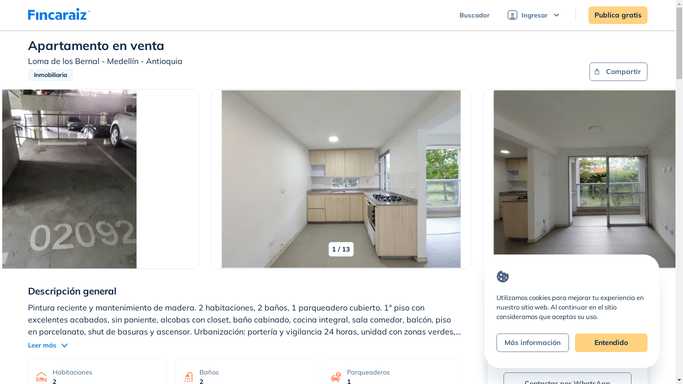 Fincaraiz
Buscador
Ingresar
Publica gratis
Apartamento en venta
Loma de los Bernal - Medellín - Antioquia
Inmobiliaria
Compartir
02092
1 / 13
Descripción general
Pintura reciente y mantenimiento de madera. 2 habitaciones, 2 baños, 1 parqueadero cubierto. 1° piso con
excelentes acabados, sin poniente, alcobas con closet, baño cabinado, cocina integral, sala comedor, balcón, piso
en porcelanato, shut de basuras y ascensor. Urbanización: portería y vigilancia 24 horas, unidad con zonas verdes,...
Leer más
Habitaciones
2
Baños
2
Parqueaderos
1
Utilizamos cookies para mejorar tu experiencia en
nuestro sitio web. Al continuar en el sitio
consideramos que aceptas su uso.
Más información
Entendido
Contactar por WhatsApp